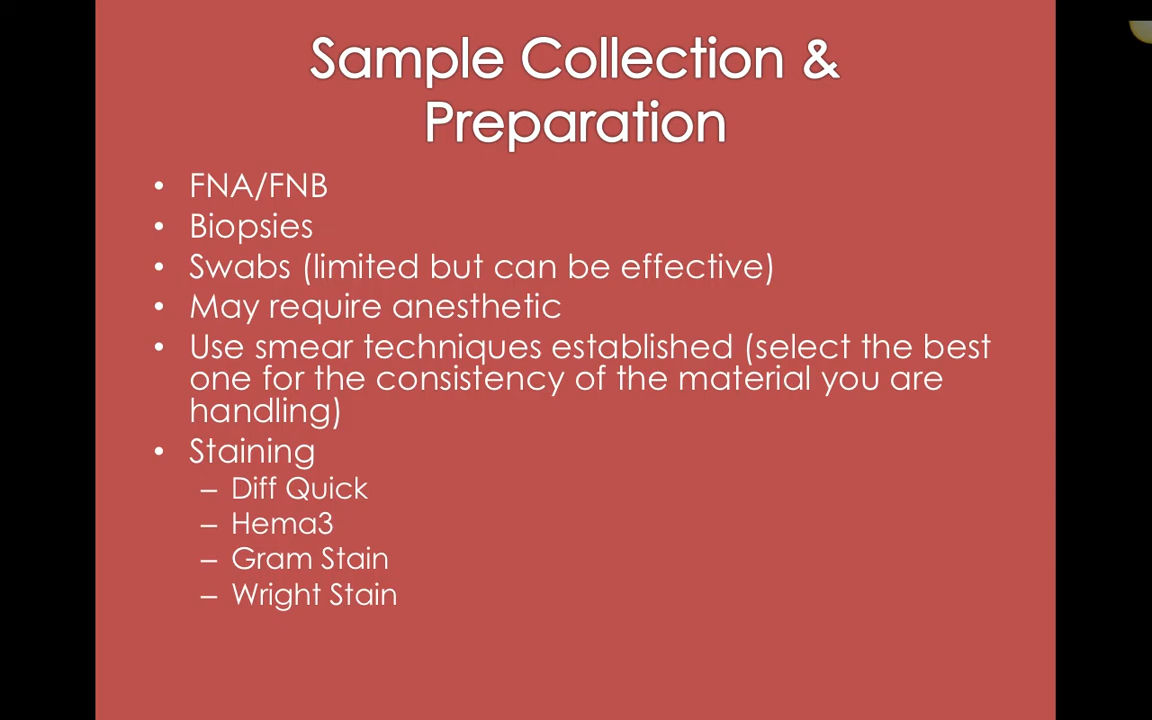 Sample Collection &
Preparation
• FNA/FNB
• Biopsies
• Swabs (limited but can be effective)
• May require anesthetic
• Use smear techniques established (select the best
one for the consistency of the material you are
handling)
• Staining
– Diff Quick
– Hema3
– Gram Stain
– Wright Stain